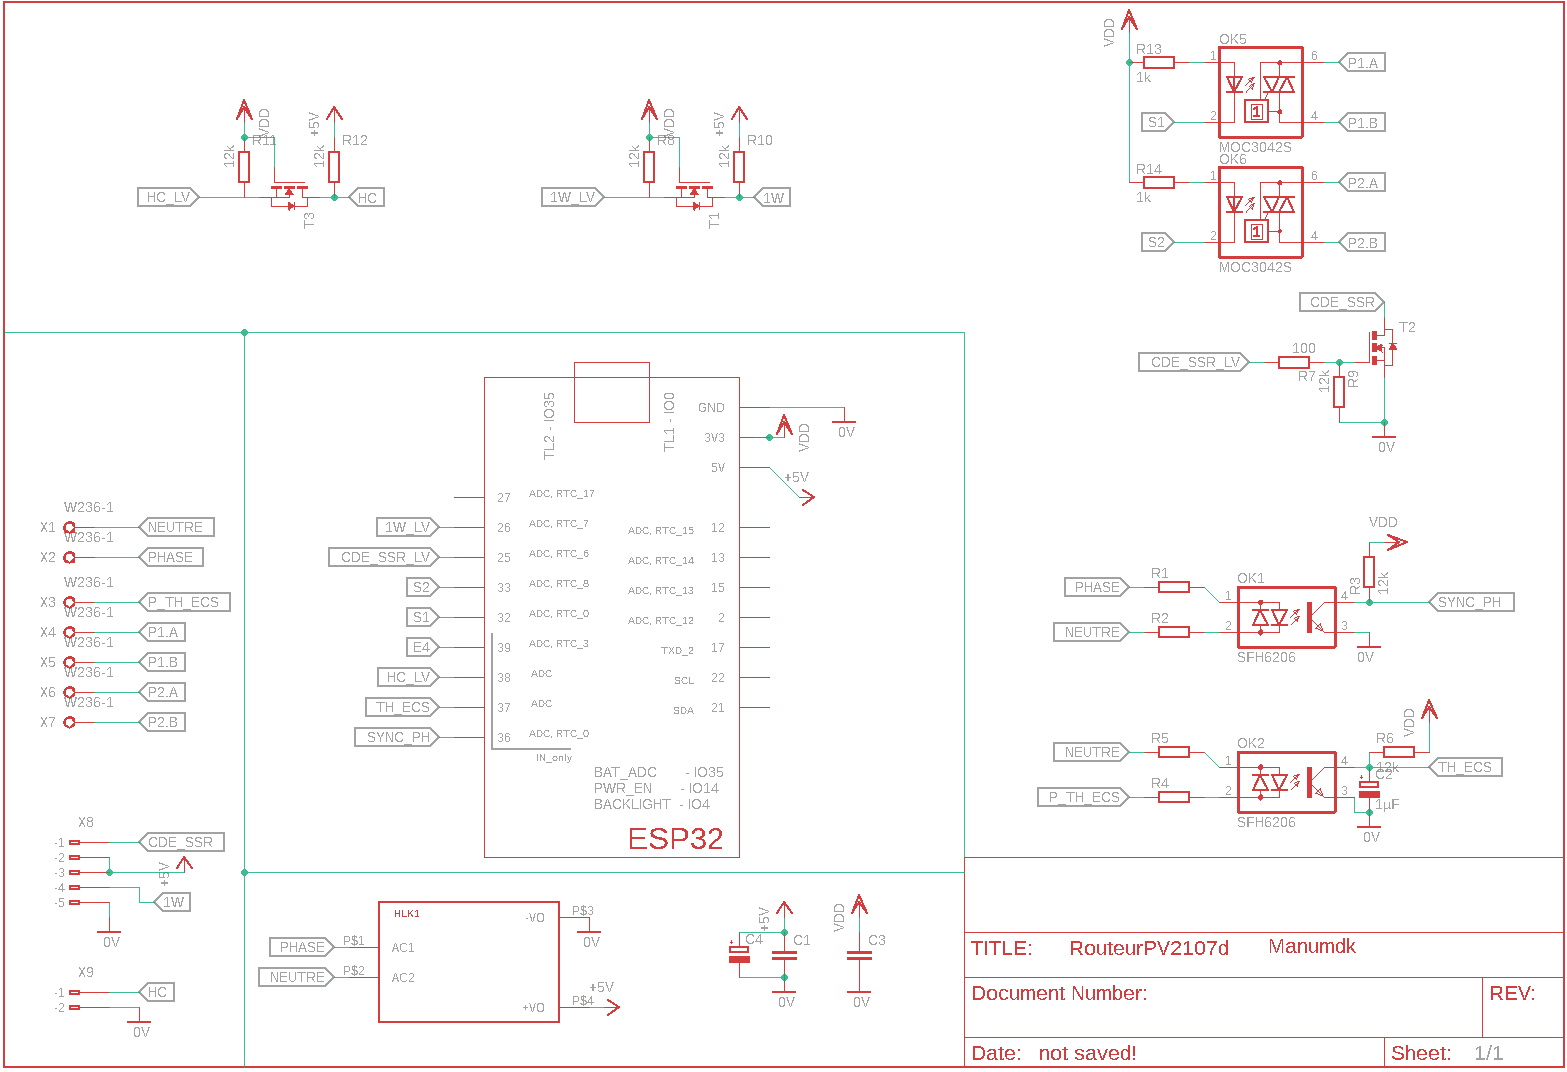 VDD
R11
12k
+5V
R12
12k
HC_LV
HC
T3
VDD
R8
12k
+5V
R10
12k
1W_LV
1W
T1
VDD
R13
1k
OK5
1
6
P1.A
S1
2
1
4
P1.B
MOC3042S
OK6
R14
1k
1
6
P2.A
S2
2
1
4
P2.B
MOC3042S
CDE_SSR
T2
CDE_SSR_LV
100
R7
12k
R9
0V
TL2 - IO35
TL1 - IO0
GND
0V
3V3
VDD
5V
+5V
27 ADC, RTC_17
1W_LV 26 ADC, RTC_7
ADC, RTC_15 12
CDE_SSR_LV 25 ADC, RTC_6
ADC, RTC_14 13
S2 33 ADC, RTC_8
ADC, RTC_13 15
S1 32 ADC, RTC_0
ADC, RTC_12 2
E4 39 ADC, RTC_3
TXD_2 17
HC_LV 38 ADC
SCL 22
TH_ECS 37 ADC
SDA 21
SYNC_PH 36 ADC, RTC_0
IN_only
BAT_ADC - IO35
PWR_EN - IO14
BACKLIGHT - IO4
ESP32
W236-1
X1 NEUTRE
W236-1
X2 PHASE
W236-1
X3 P_TH_ECS
W236-1
X4 P1.A
W236-1
X5 P1.B
W236-1
X6 P2.A
W236-1
X7 P2.B
VDD
R3
12k
PHASE
R1
OK1
1
4
SYNC_PH
NEUTRE
R2
2
3
0V
SFH6206
VDD
NEUTRE
R5
OK2
1
4
R6
12k
TH_ECS
P_TH_ECS
R4
2
3
C2
1µF
0V
SFH6206
X8
-1 CDE_SSR
-2
-3
+5V
-4
1W
-5
0V
X9
-1 HC
-2
0V
HLK1
PHASE P$1 AC1
NEUTRE P$2 AC2
-VO P$3
0V
+VO P$4
+5V
+5V
C4
C1
0V
VDD
C3
0V
TITLE: RouteurPV2107d Manumdk
Document Number:
REV:
Date: not saved!
Sheet: 1/1